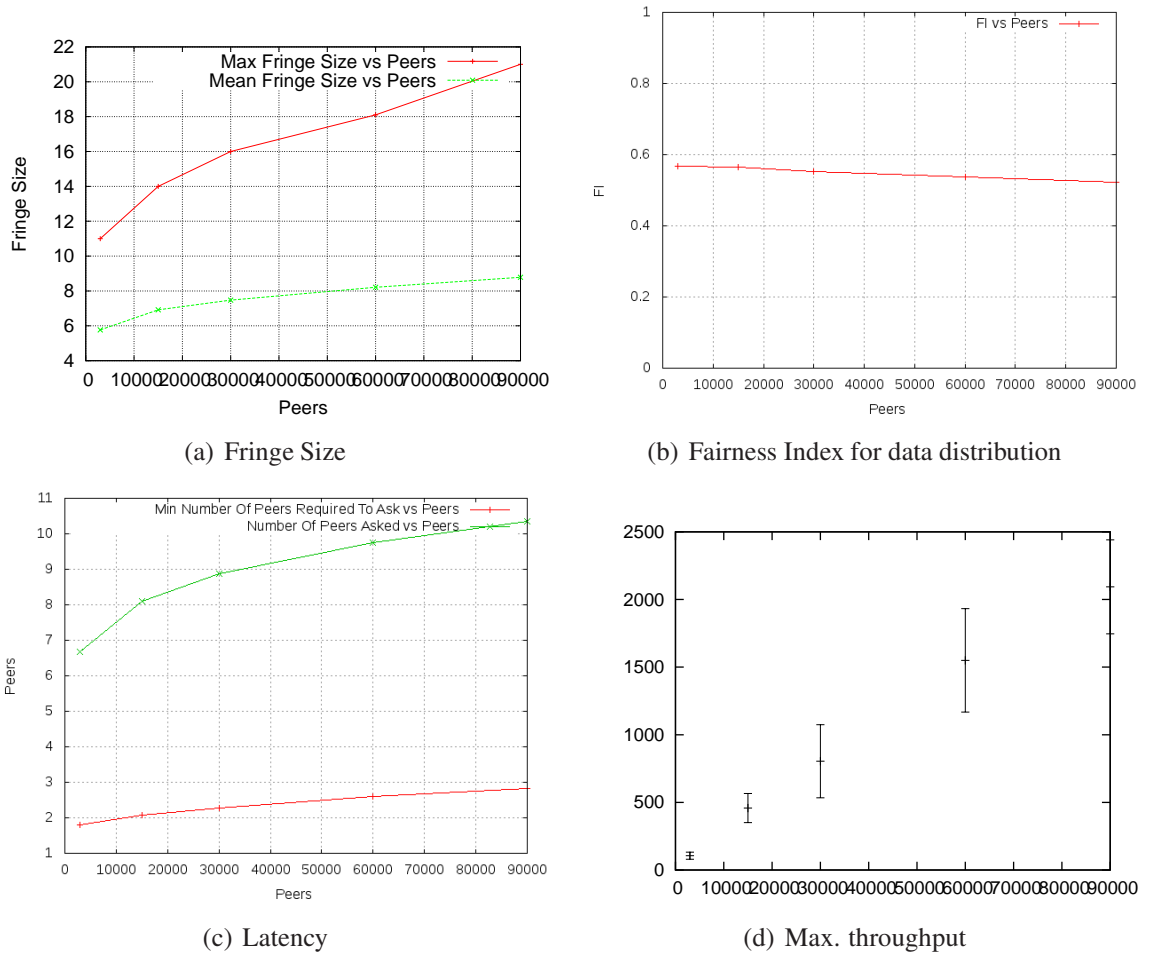 22
20
18
16
14
12
10
8
6
4
Fringe Size
Max Fringe Size vs Peers
Mean Fringe Size vs Peers
0 10000 20000 30000 40000 50000 60000 70000 80000 90000
Peers
(a) Fringe Size
1
0.8
0.6
0.4
0.2
0
FI
FI vs Peers
0 10000 20000 30000 40000 50000 60000 70000 80000 90000
Peers
(b) Fairness Index for data distribution
11
10
9
8
7
6
5
4
3
2
1
Peers
Min Number Of Peers Required To Ask vs Peers
Number Of Peers Asked vs Peers
0 10000 20000 30000 40000 50000 60000 70000 80000 90000
Peers
(c) Latency
2500
2000
1500
1000
500
0
0 10000 20000 30000 40000 50000 60000 70000 80000 90000
(d) Max. throughput